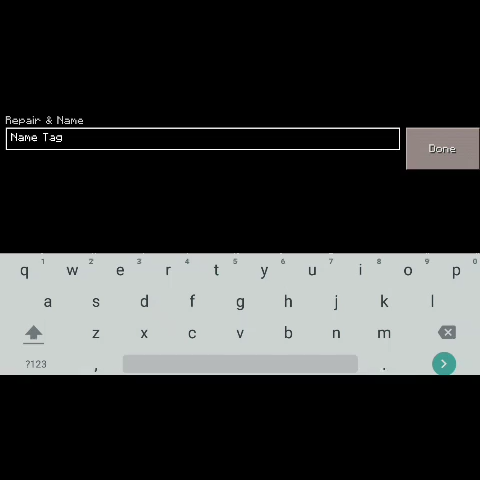 Repair & Name
Name Tag
Done
1 2 3 4 5 6 7 8 9 0
q w e r t y u i o p
a s d f g h j k l
z x c v b n m
?123 , .